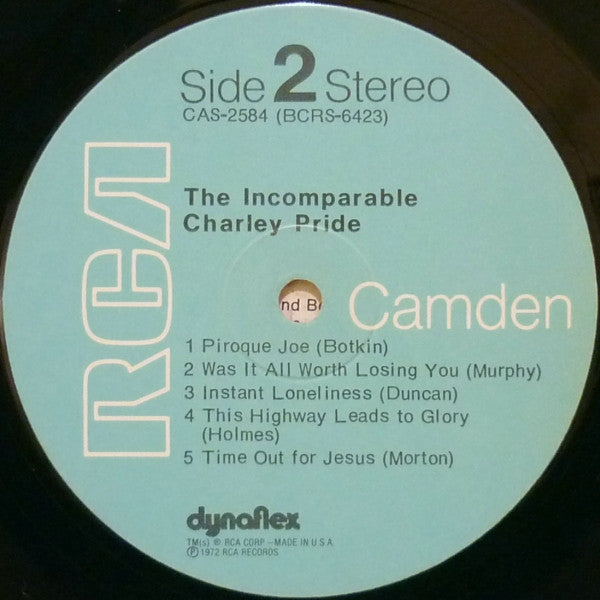 Side 2 Stereo
CAS-2584 (BCRS-6423)
RCA
The Incomparable
Charley Pride
nd B
Camden
1 Piroque Joe (Botkin)
2 Was It All Worth Losing You (Murphy)
3 Instant Loneliness (Duncan)
4 This Highway Leads to Glory
(Holmes)
5 Time Out for Jesus (Morton)
dynaflex
TM(s) ® RCA CORP.—MADE IN U.S.A.
℗ 1972 RCA RECORDS